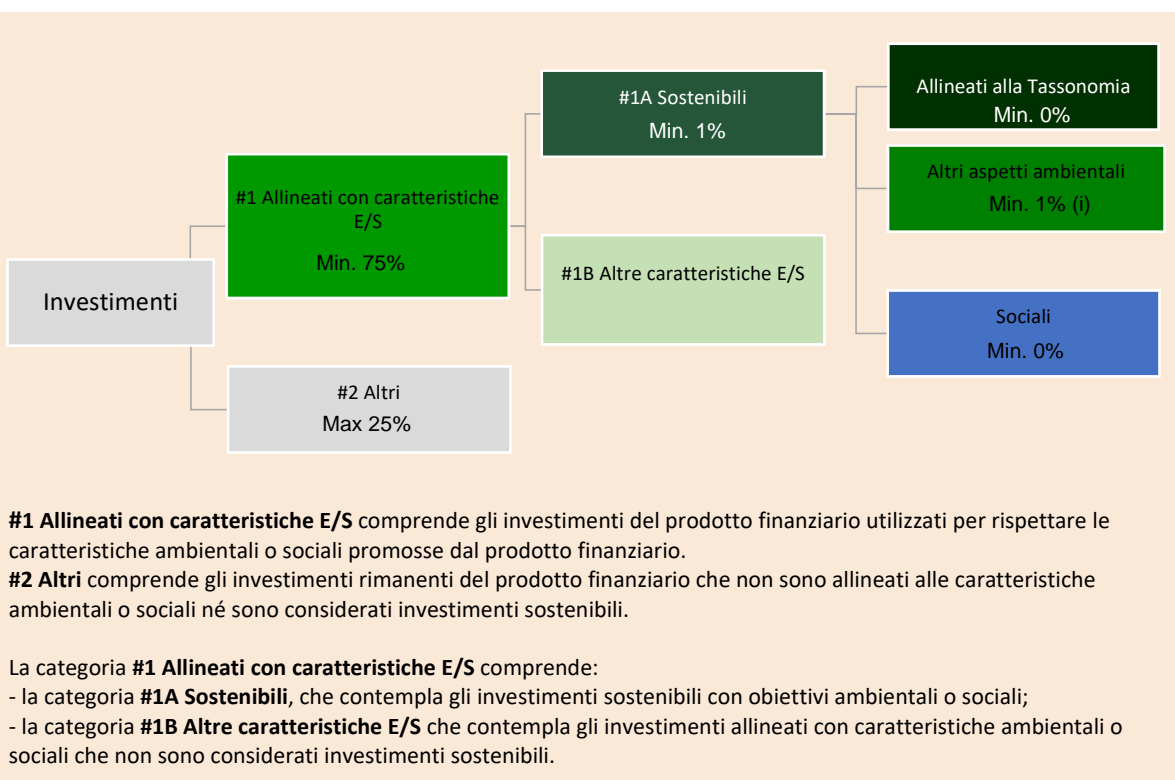 Investimenti
#1 Allineati con caratteristiche
E/S
Min. 75%
#2 Altri
Max 25%
#1A Sostenibili
Min. 1%
#1B Altre caratteristiche E/S
Allineati alla Tassonomia
Min. 0%
Altri aspetti ambientali
Min. 1% (i)
Sociali
Min. 0%
#1 Allineati con caratteristiche E/S comprende gli investimenti del prodotto finanziario utilizzati per rispettare le
caratteristiche ambientali o sociali promosse dal prodotto finanziario.
#2 Altri comprende gli investimenti rimanenti del prodotto finanziario che non sono allineati alle caratteristiche
ambientali o sociali né sono considerati investimenti sostenibili.
La categoria #1 Allineati con caratteristiche E/S comprende:
- la categoria #1A Sostenibili, che contempla gli investimenti sostenibili con obiettivi ambientali o sociali;
- la categoria #1B Altre caratteristiche E/S che contempla gli investimenti allineati con caratteristiche ambientali o
sociali che non sono considerati investimenti sostenibili.